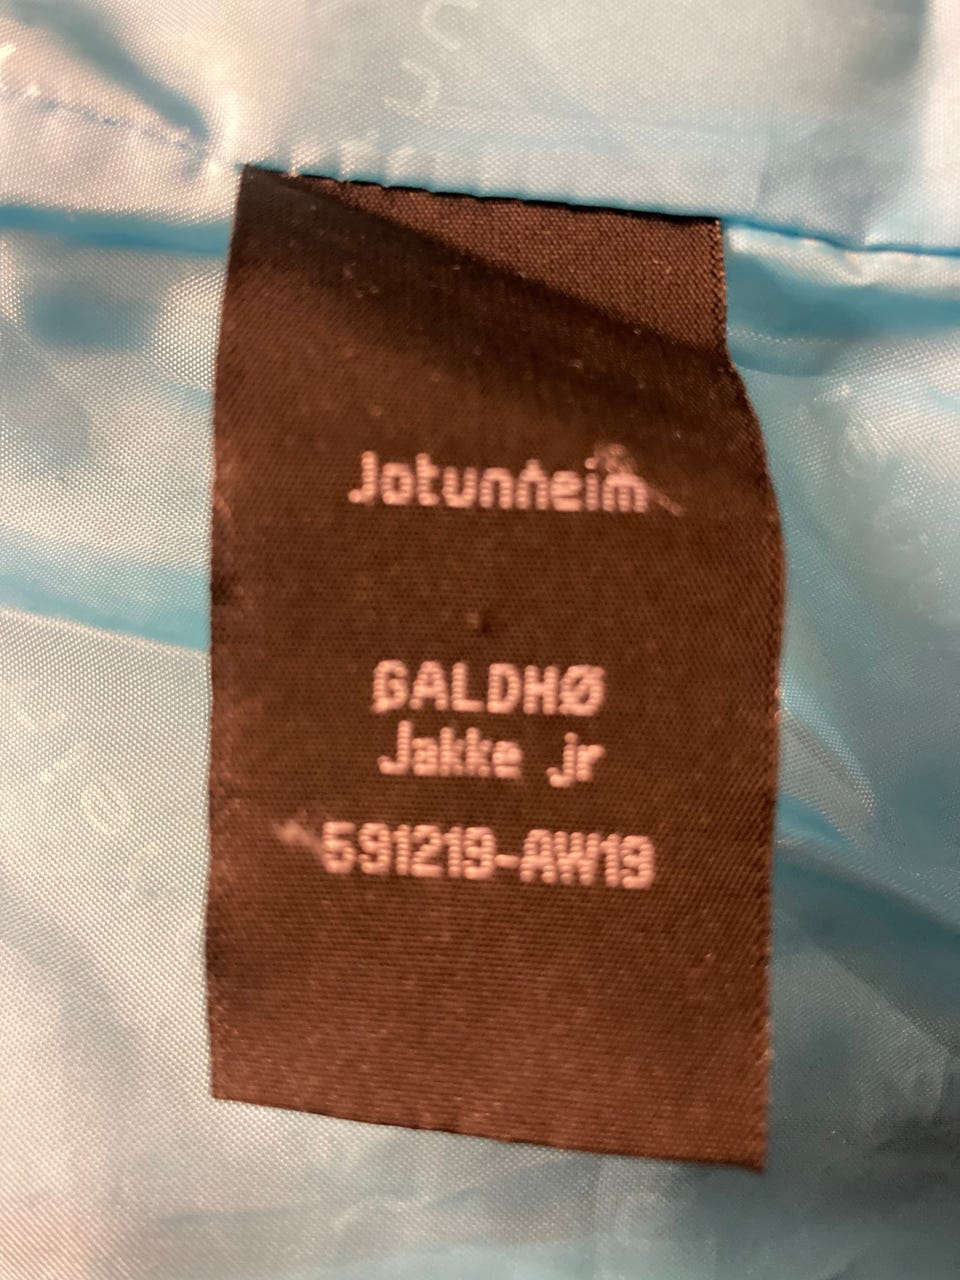 Jotunheim
GALDHØ
Jakke jr
591219-AW19